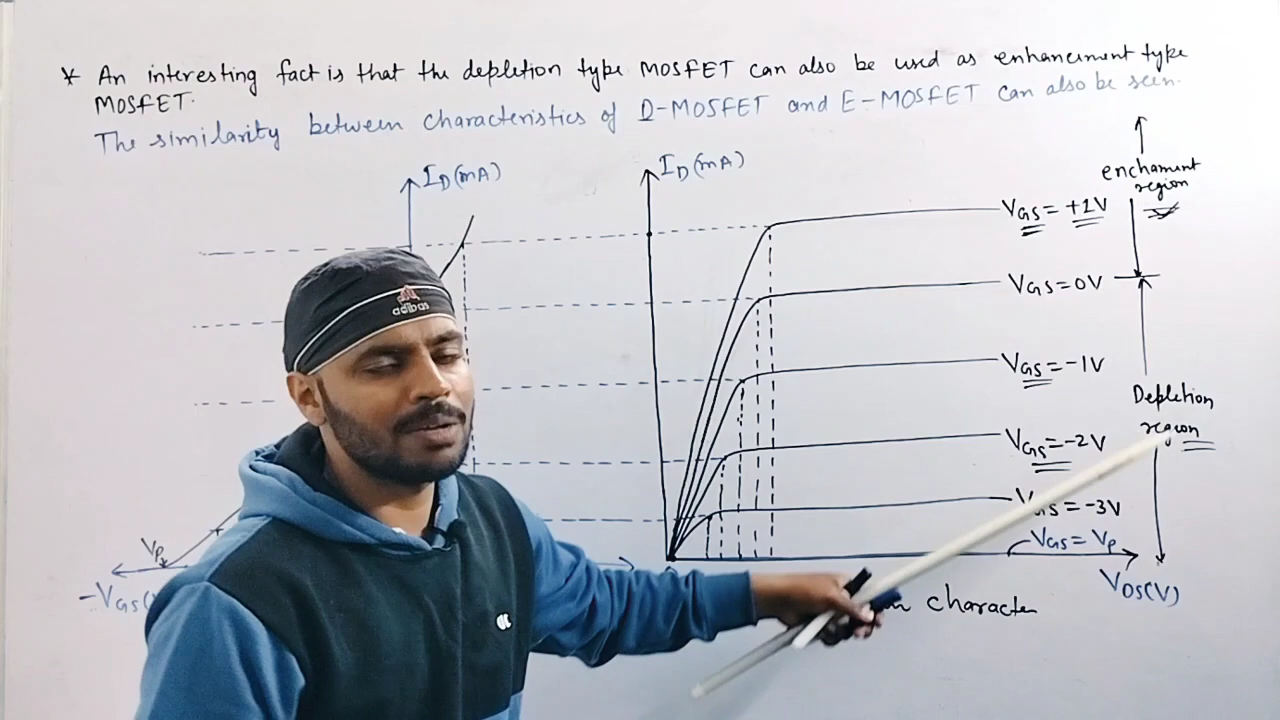 * An interesting fact is that the depletion type MOSFET can also be used as enhancement type
MOSFET.
The similarity between characteristics of D-MOSFET and E-MOSFET can also be seen.
ID(mA)
ID(mA)
enchament
region
VGS = +1V
VGS = 0V
VGS = -1V
Depletion
region
VGS = -2V
= -3V
VGS = VP
VDS(V)
VP
-VGS(
character
adidas